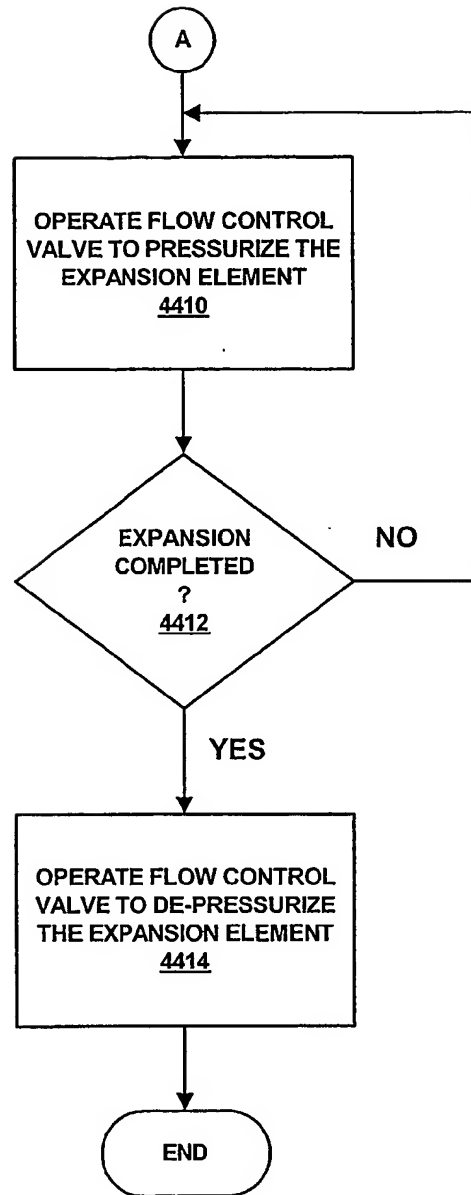 A
OPERATE FLOW CONTROL
VALVE TO PRESSURIZE THE
EXPANSION ELEMENT
4410
EXPANSION
COMPLETED
?
4412
NO
YES
OPERATE FLOW CONTROL
VALVE TO DE-PRESSURIZE
THE EXPANSION ELEMENT
4414
END